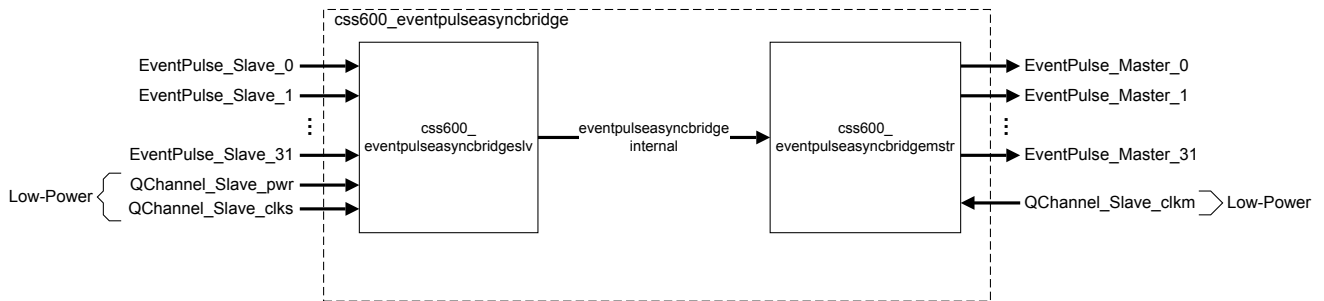 css600_eventpulseasyncbridge
EventPulse_Slave_0
EventPulse_Slave_1
EventPulse_Slave_31
Low-Power
QChannel_Slave_pwr
QChannel_Slave_clks
css600_
eventpulseasyncbridgeslv
eventpulseasyncbridge
internal
css600_
eventpulseasyncbridgemstr
EventPulse_Master_0
EventPulse_Master_1
EventPulse_Master_31
QChannel_Slave_clkm
Low-Power